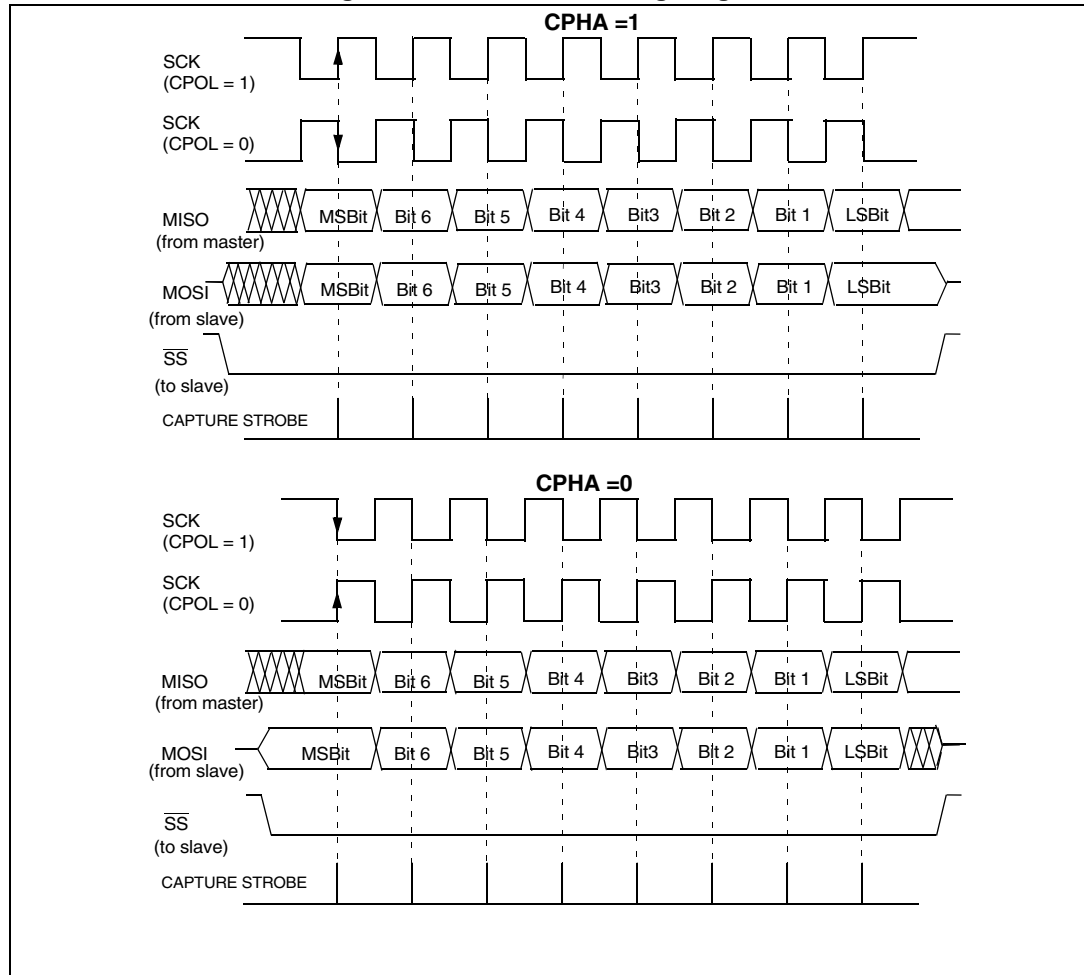 CPHA =1
SCK
(CPOL = 1)
SCK
(CPOL = 0)
MISO
(from master)
MSBit Bit 6 Bit 5 Bit 4 Bit3 Bit 2 Bit 1 LSBit
MOSI
(from slave)
MSBit Bit 6 Bit 5 Bit 4 Bit3 Bit 2 Bit 1 LSBit
SS
(to slave)
CAPTURE STROBE
CPHA =0
SCK
(CPOL = 1)
SCK
(CPOL = 0)
MISO
(from master)
MSBit Bit 6 Bit 5 Bit 4 Bit3 Bit 2 Bit 1 LSBit
MOSI
(from slave)
MSBit Bit 6 Bit 5 Bit 4 Bit3 Bit 2 Bit 1 LSBit
SS
(to slave)
CAPTURE STROBE